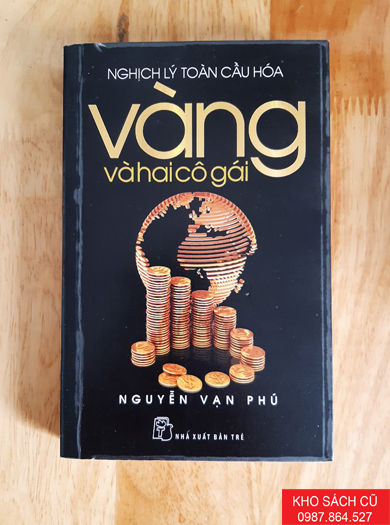 NGHỊCH LÝ TOÀN CẦU HÓA
vàng
và hai cô gái
NGUYỄN VẠN PHÚ
NHÀ XUẤT BẢN TRẺ
KHO SÁCH CŨ
0987.864.527